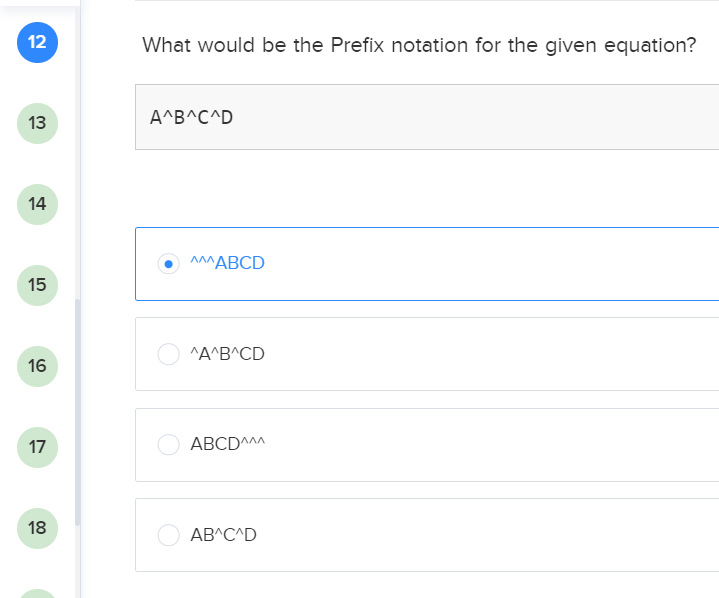 12
What would be the Prefix notation for the given equation?
A^B^C^D
13
14
^^^ABCD
15
^A^B^CD
16
ABCD^^^
17
18
AB^C^D